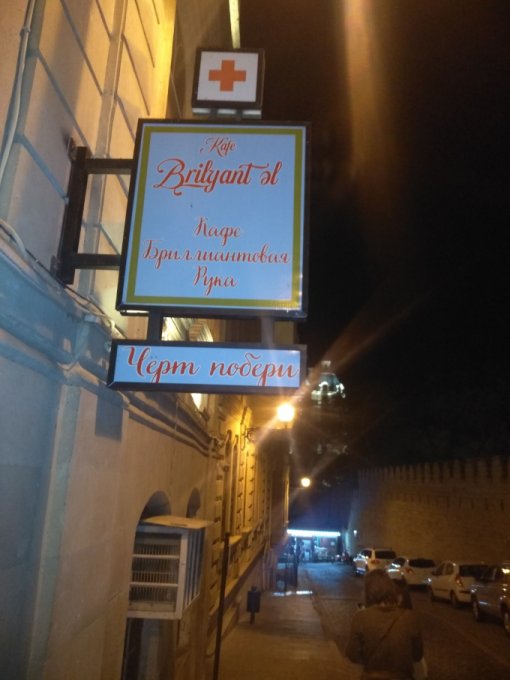 Kafe
Brilyant əl
Кафе
Бриллиантовая
Рука
Чёрт побери